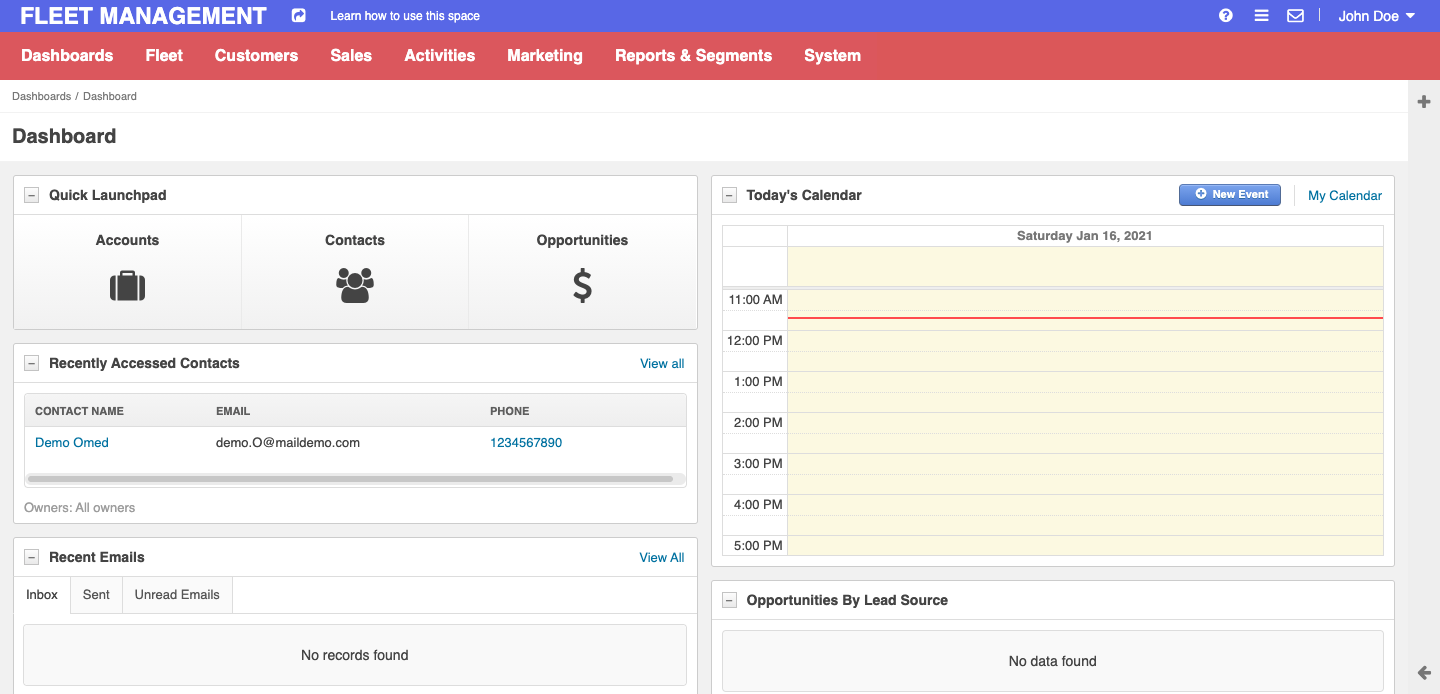 FLEET MANAGEMENT
Learn how to use this space
John Doe
Dashboards Fleet Customers Sales Activities Marketing Reports & Segments System
Dashboards / Dashboard
Dashboard
Quick Launchpad
Accounts Contacts Opportunities
Recently Accessed Contacts View all
CONTACT NAME EMAIL PHONE
Demo Omed demo.O@maildemo.com 1234567890
Owners: All owners
Recent Emails View All
Inbox Sent Unread Emails
No records found
Today's Calendar New Event My Calendar
Saturday Jan 16, 2021
11:00 AM
12:00 PM
1:00 PM
2:00 PM
3:00 PM
4:00 PM
5:00 PM
Opportunities By Lead Source
No data found